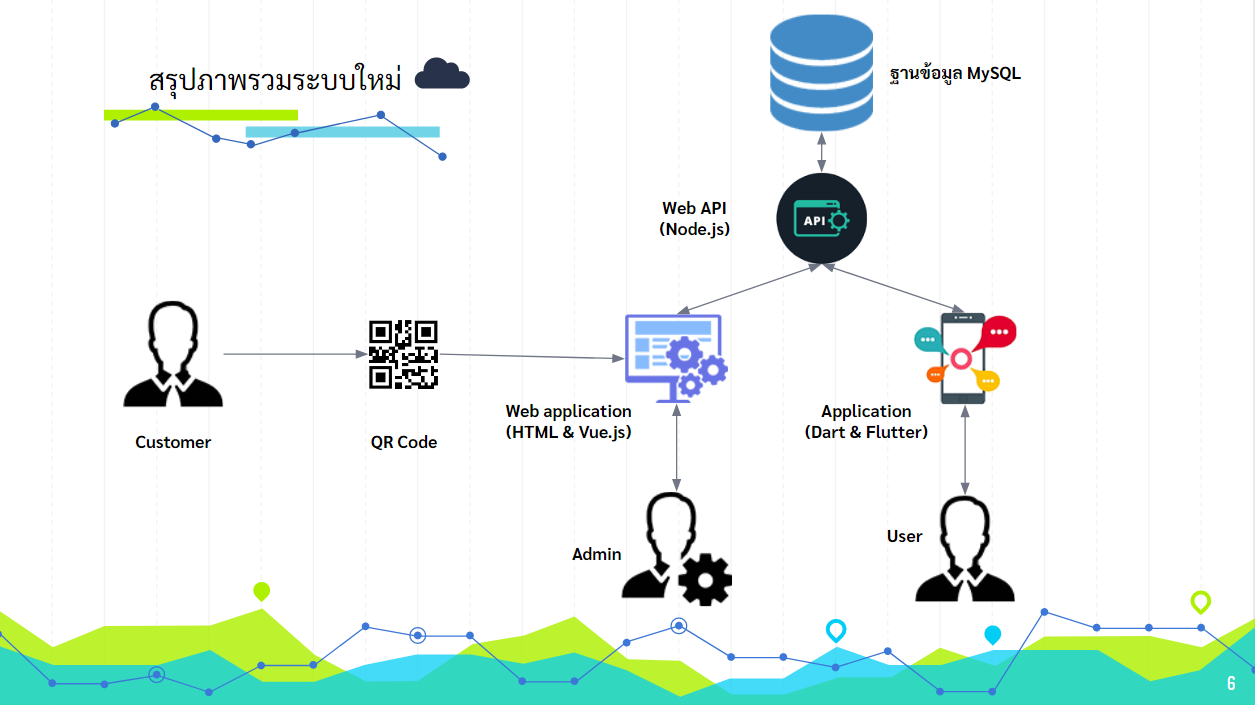 สรุปภาพรวมระบบใหม่
ฐานข้อมูล MySQL
Web API
(Node.js)
API
Customer
QR Code
Web application
(HTML & Vue.js)
Application
(Dart & Flutter)
Admin
User
6